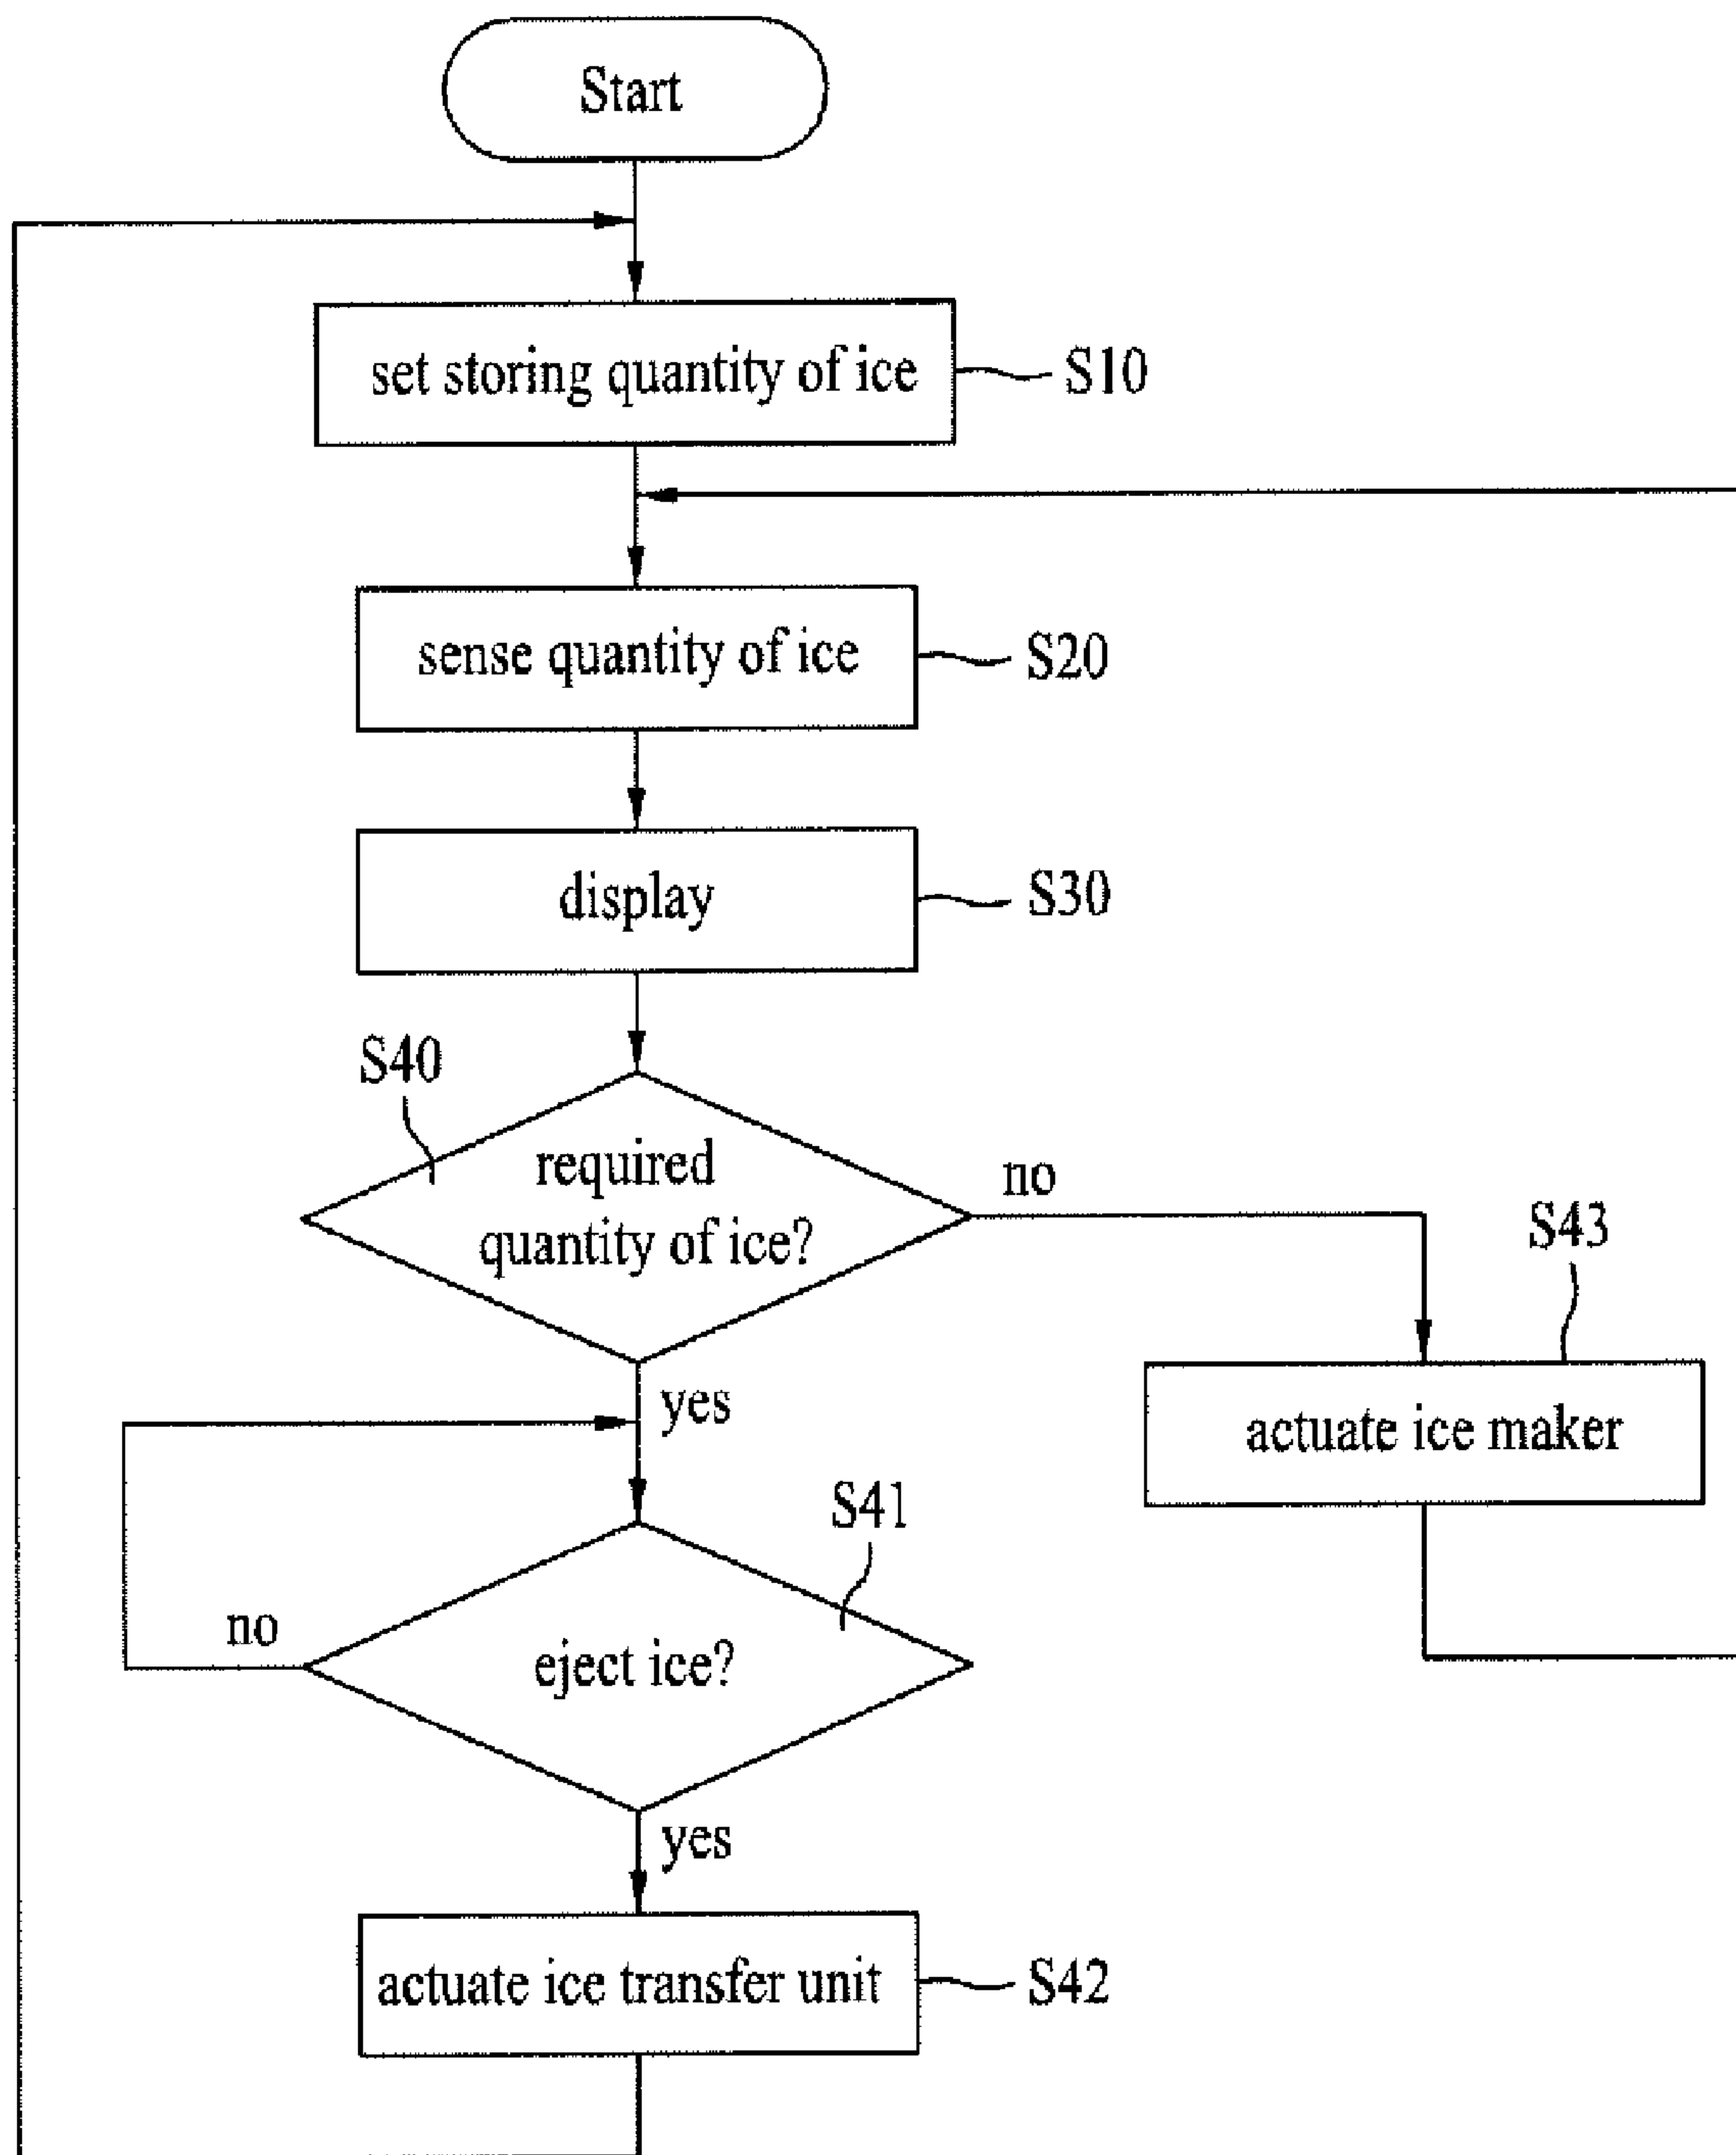 Start
set storing quantity of ice
S10
sense quantity of ice
S20
display
S30
S40
required
quantity of ice?
no
S43
yes
actuate ice maker
S41
no
eject ice?
yes
actuate ice transfer unit
S42